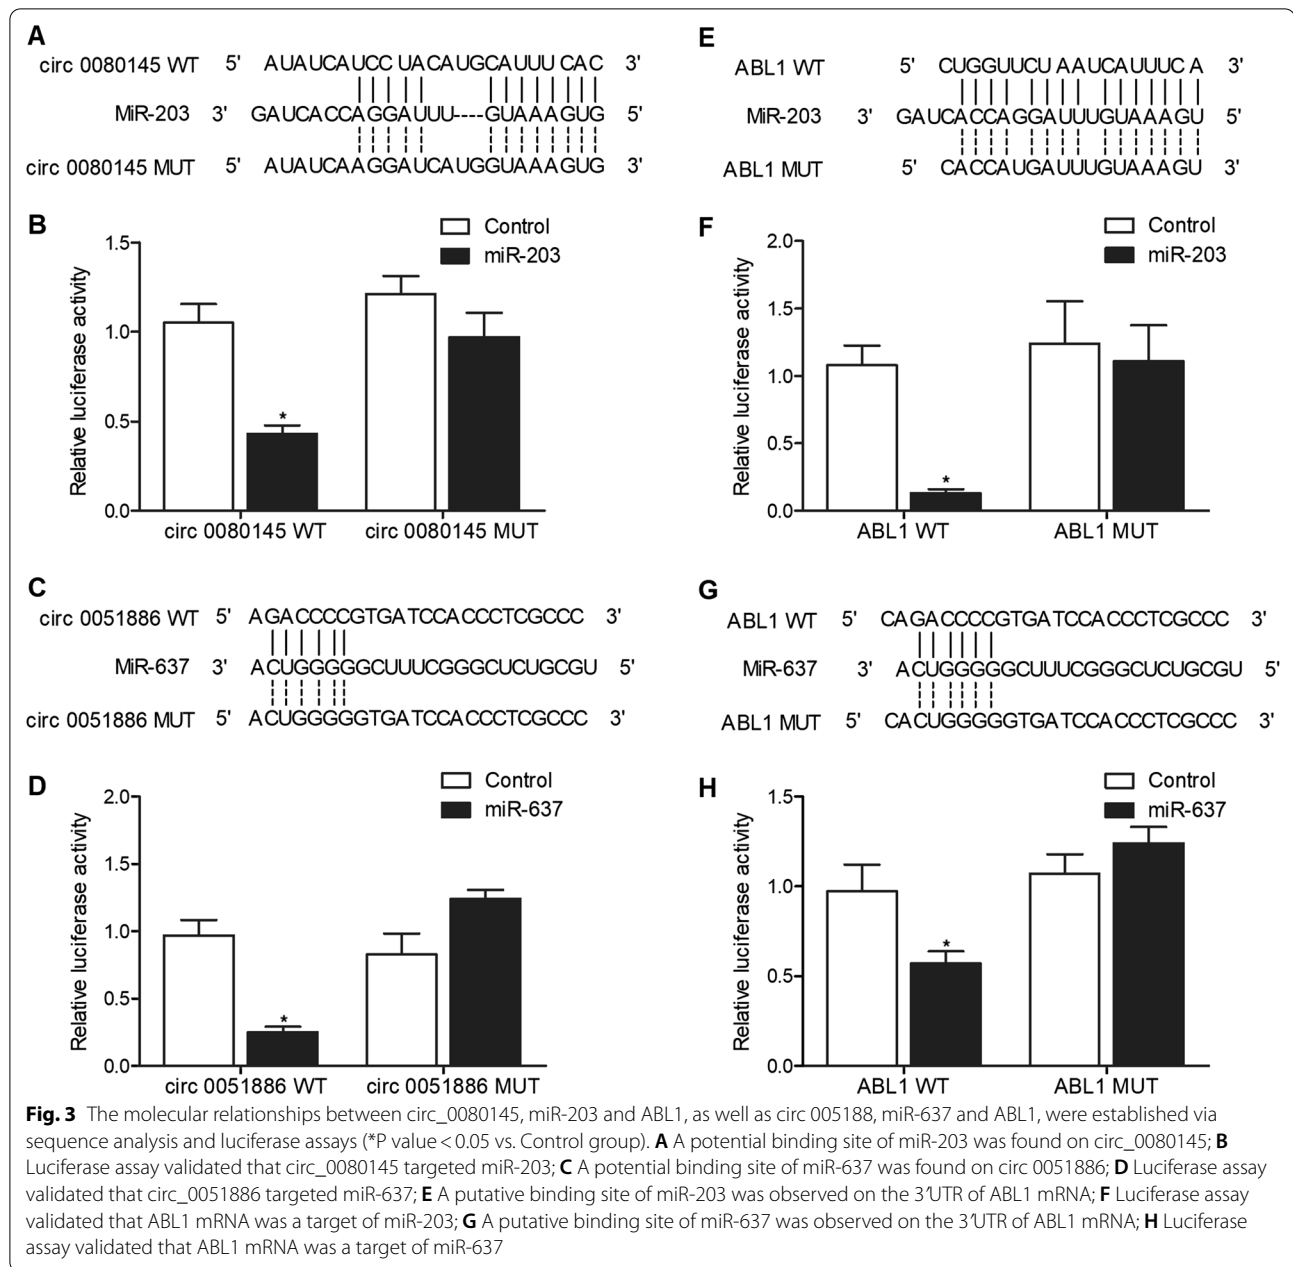 A
circ 0080145 WT 5' AUAUCAUCCUACAUGCAUUUCAC 3'
MiR-203 3' GAUCACCAGGAUUU----GUAAAGUG 5'
circ 0080145 MUT 5' AUAUCAAGGAUCAUGGUAAAGUG 3'
B
Control
miR-203
Relative luciferase activity
1.5
1.0
0.5
0.0
*
circ 0080145 WT circ 0080145 MUT
C
circ 0051886 WT 5' AGACCCCGTGATCCACCCTCGCCC 3'
MiR-637 3' ACUGGGGGCUUUCGGGCUCUGCGU 5'
circ 0051886 MUT 5' ACUGGGGGTGATCCACCCTCGCCC 3'
D
Control
miR-637
Relative luciferase activity
2.0
1.5
1.0
0.5
0.0
*
circ 0051886 WT circ 0051886 MUT
E
ABL1 WT 5' CUGGUUCUAAUCAUUUCA 3'
MiR-203 3' GAUCACCAGGAUUUGUAAAGU 5'
ABL1 MUT 5' CACCAUGAUUUGUAAAGU 3'
F
Control
miR-203
Relative luciferase activity
2.0
1.5
1.0
0.5
0.0
*
ABL1 WT ABL1 MUT
G
ABL1 WT 5' CAGACCCCGTGATCCACCCTCGCCC 3'
MiR-637 3' ACUGGGGGCUUUCGGGCUCUGCGU 5'
ABL1 MUT 5' CACUGGGGGTGATCCACCCTCGCCC 3'
H
Control
miR-637
Relative luciferase activity
1.5
1.0
0.5
0.0
*
ABL1 WT ABL1 MUT
Fig. 3 The molecular relationships between circ_0080145, miR-203 and ABL1, as well as circ 005188, miR-637 and ABL1, were established via
sequence analysis and luciferase assays (*P value < 0.05 vs. Control group). A A potential binding site of miR-203 was found on circ_0080145; B
Luciferase assay validated that circ_0080145 targeted miR-203; C A potential binding site of miR-637 was found on circ 0051886; D Luciferase assay
validated that circ_0051886 targeted miR-637; E A putative binding site of miR-203 was observed on the 3′UTR of ABL1 mRNA; F Luciferase assay
validated that ABL1 mRNA was a target of miR-203; G A putative binding site of miR-637 was observed on the 3′UTR of ABL1 mRNA; H Luciferase
assay validated that ABL1 mRNA was a target of miR-637